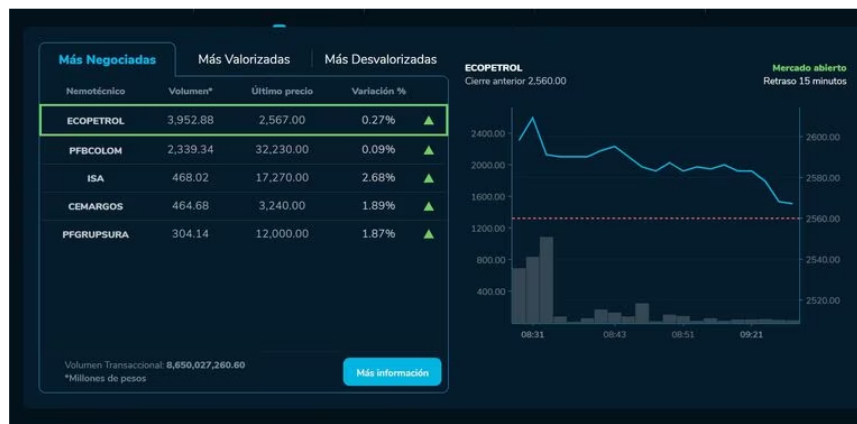 Más Negociadas Más Valorizadas Más Desvalorizadas
Nemotécnico Volumen* Último precio Variación %
ECOPETROL 3,952.88 2,567.00 0.27% ▲
PFBCOLOM 2,339.34 32,230.00 0.09% ▲
ISA 468.02 17,270.00 2.68% ▲
CEMARGOS 464.68 3,240.00 1.89% ▲
PFGRUPSURA 304.14 12,000.00 1.87% ▲
Volumen Transaccional: 8,650,027,260.60
*Millones de pesos
Más información
ECOPETROL Mercado abierto
Cierre anterior 2,560.00 Retraso 15 minutos
2400.00 2600.00
2000.00 2580.00
1600.00 2560.00
1200.00
800.00 2540.00
400.00 2520.00
08:31 08:43 08:51 09:21